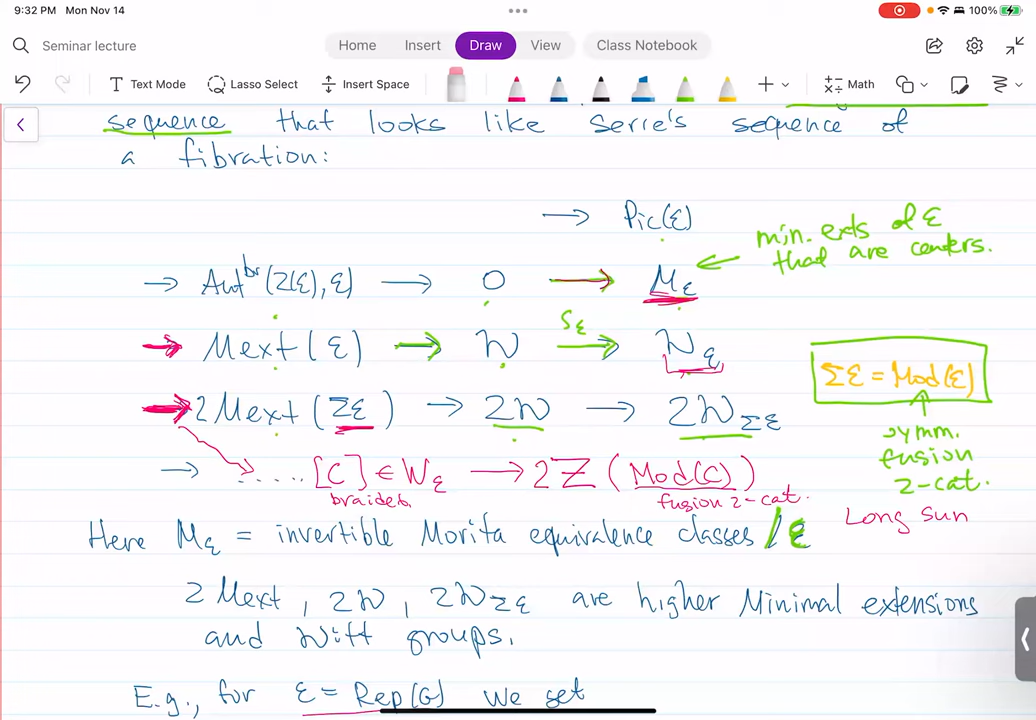 9:32 PM Mon Nov 14
100%
Seminar lecture
Home Insert Draw View Class Notebook
Text Mode Lasso Select Insert Space Math
sequence that looks like Serre's sequence of
a fibration:
→ Pic(ℰ)
min. exts of ℰ
that are centers.
→ Aut^br(Z(ℰ), ℰ) → 0 → M_ℰ
→ Mext(ℰ) → W →^{S_ℰ} W_ℰ
Σℰ = Mod(ℰ)
→ 2Mext(Σℰ) → 2W → 2W_Σℰ
symm.
fusion
2-cat.
→ ..... [C] ∈ W_ℰ → 2Z(Mod(C))
braided fusion 2-cat.
Long sun
Here M_ℰ = invertible Morita equivalence classes /ℰ
2Mext, 2W, 2W_Σℰ are higher Minimal extensions
and Witt groups.
E.g., for ℰ = Rep(G) we set